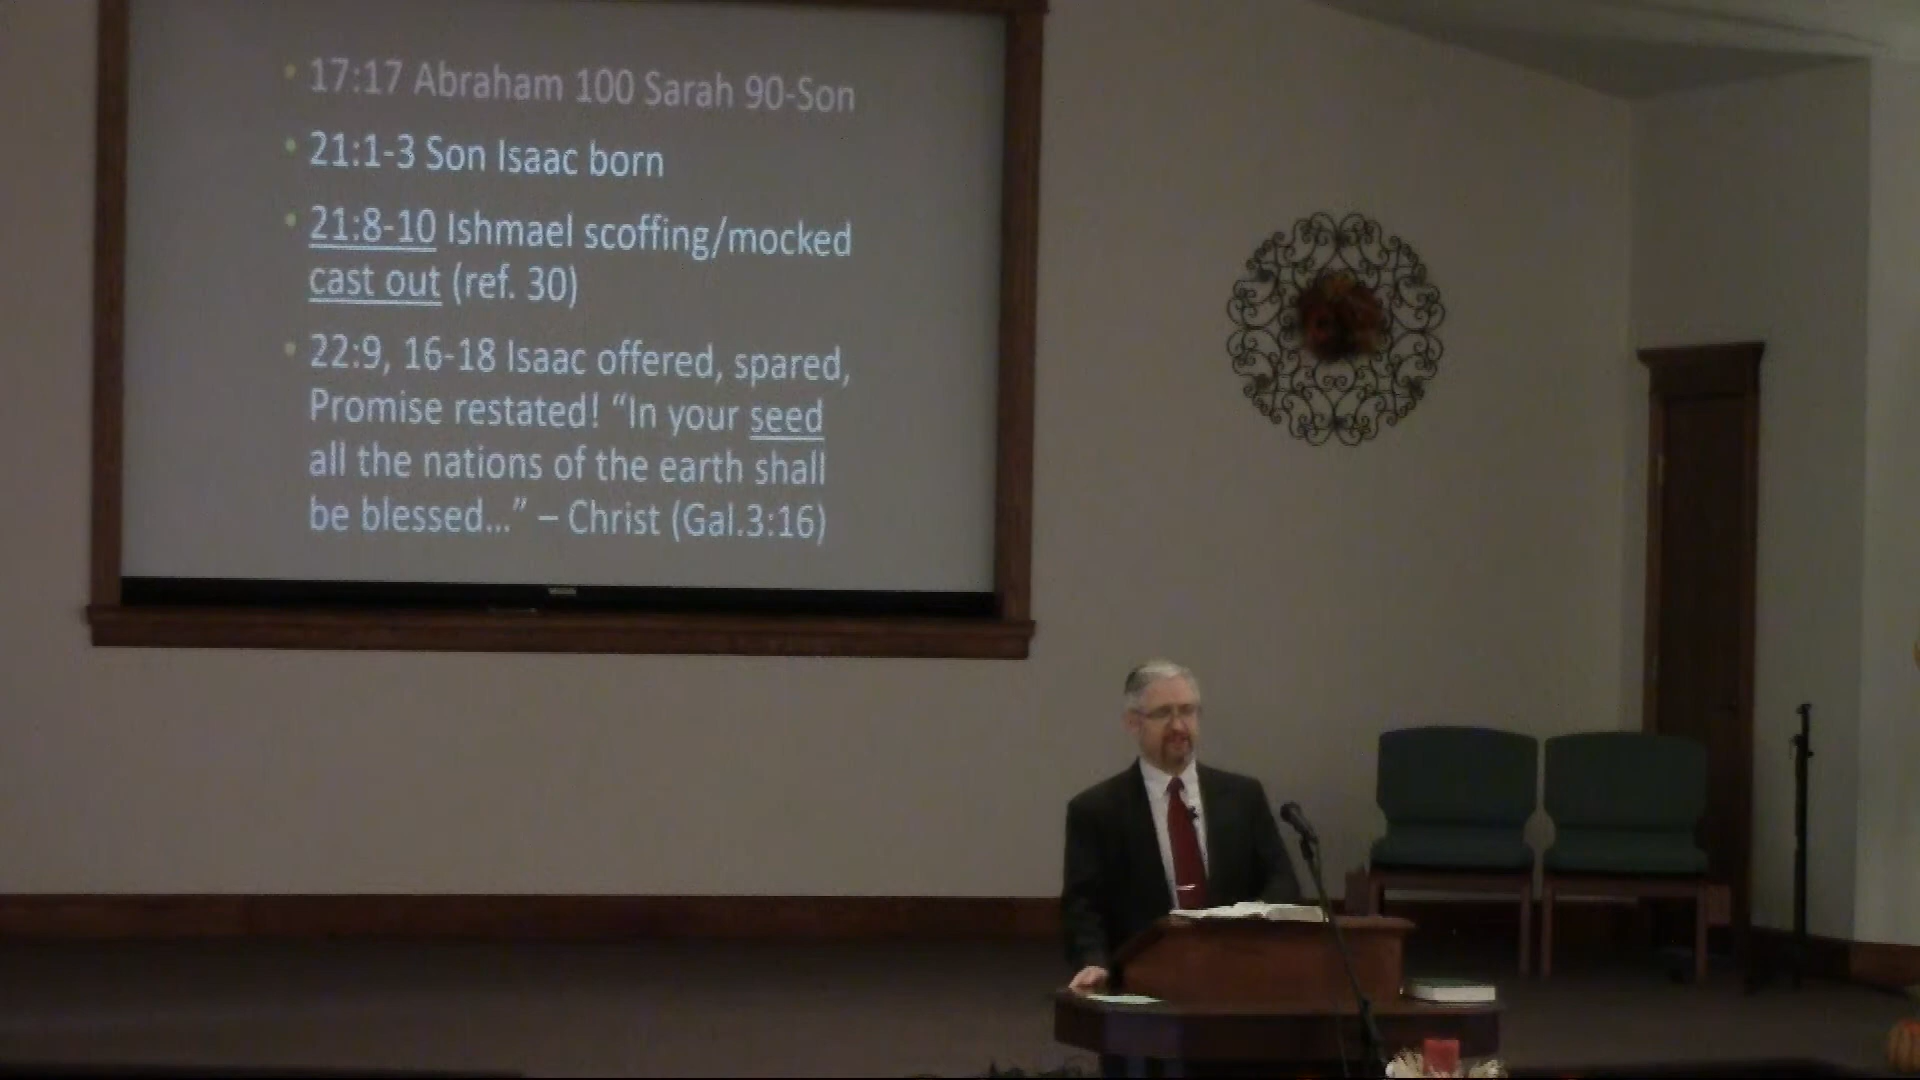 • 17:17 Abraham 100 Sarah 90-Son
• 21:1-3 Son Isaac born
• 21:8-10 Ishmael scoffing/mocked
cast out (ref. 30)
• 22:9, 16-18 Isaac offered, spared,
Promise restated! “In your seed
all the nations of the earth shall
be blessed...” – Christ (Gal.3:16)